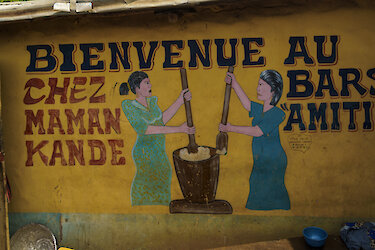 BIENVENUE AU
CHEZ
MAMAN
KANDE
BARS
"AMITI